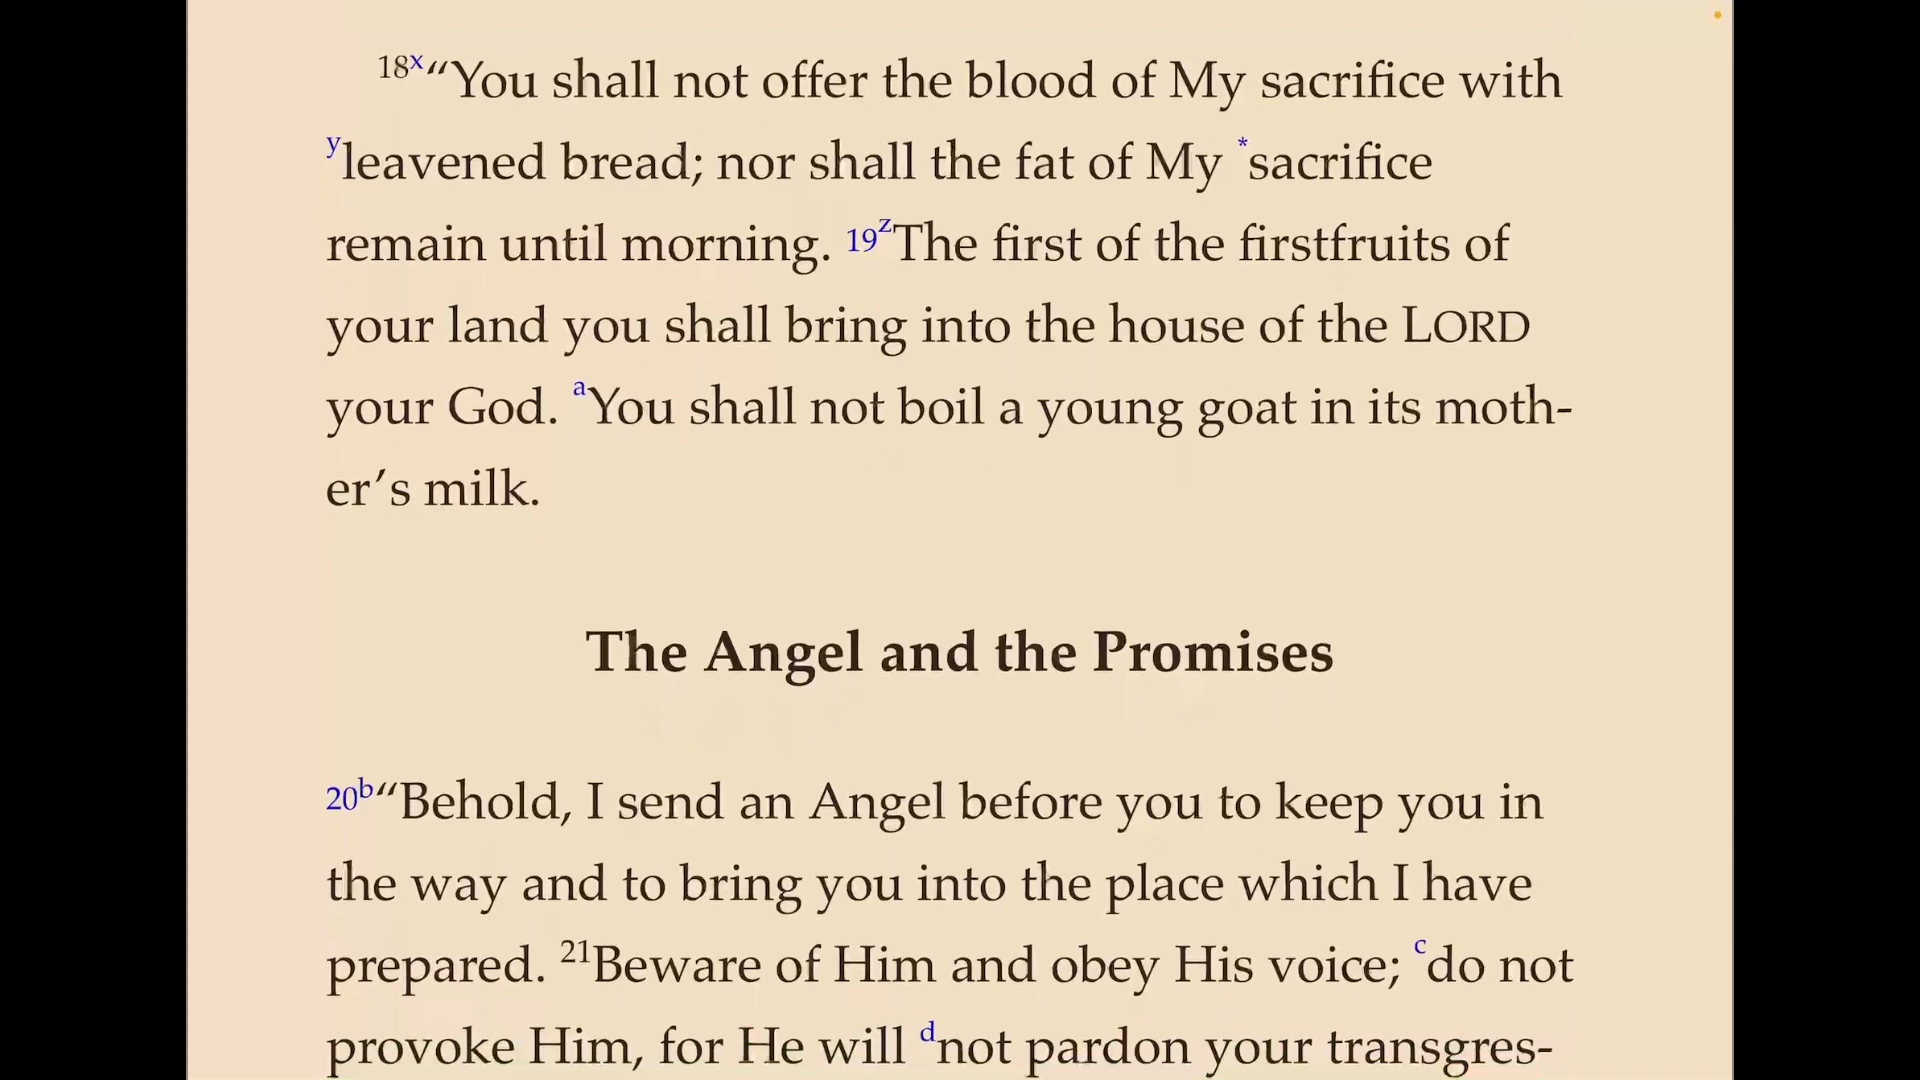 18x“You shall not offer the blood of My sacrifice with
yleavened bread; nor shall the fat of My *sacrifice
remain until morning. 19zThe first of the firstfruits of
your land you shall bring into the house of the LORD
your God. aYou shall not boil a young goat in its moth-
er’s milk.
The Angel and the Promises
20b“Behold, I send an Angel before you to keep you in
the way and to bring you into the place which I have
prepared. 21Beware of Him and obey His voice; cdo not
provoke Him, for He will dnot pardon your transgres-